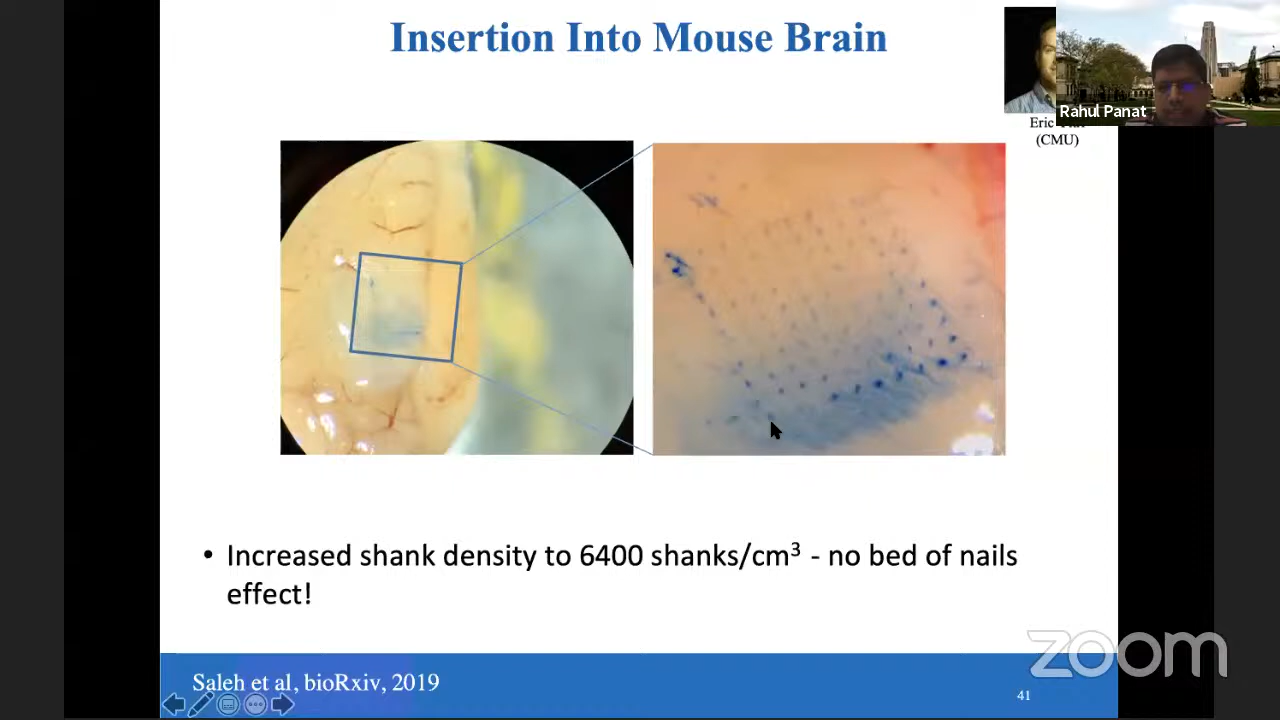 Insertion Into Mouse Brain
Rahul Panat
Eric
(CMU)
• Increased shank density to 6400 shanks/cm³ - no bed of nails
effect!
zoom
Saleh et al, bioRxiv, 2019
41